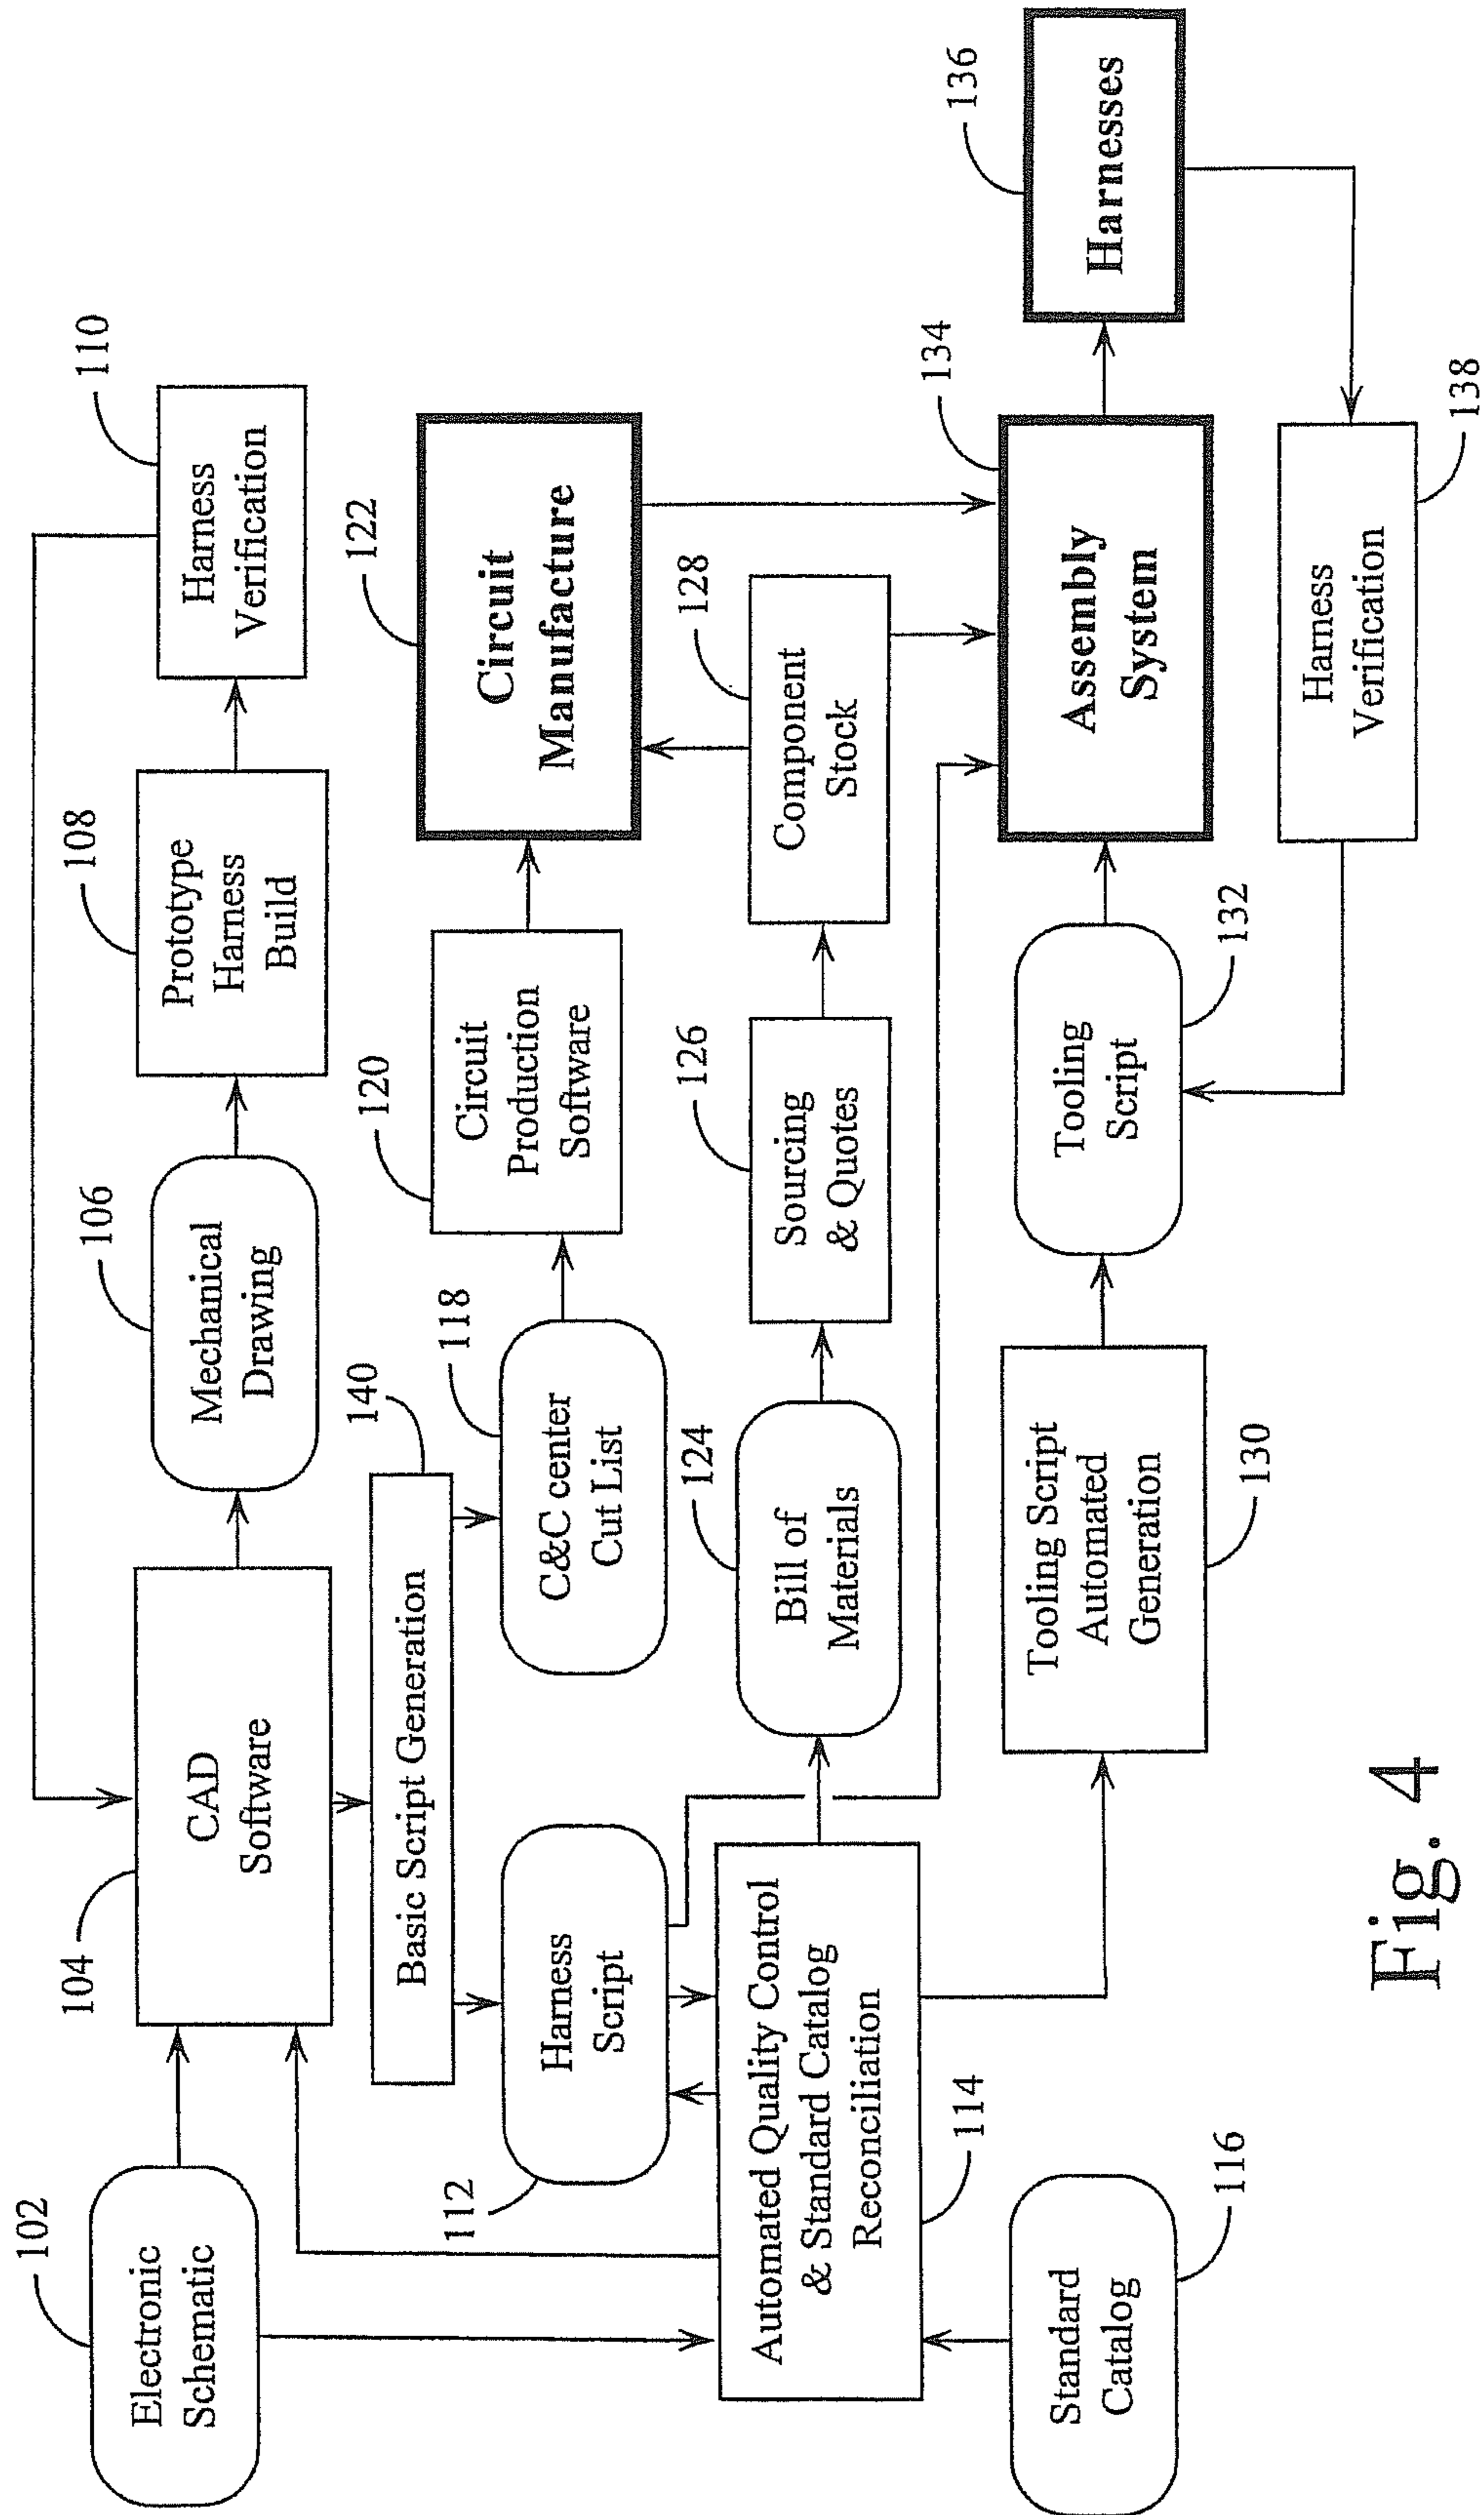 102
Electronic
Schematic
104
CAD
Software
106
Mechanical
Drawing
108
Prototype
Harness
Build
110
Harness
Verification
140
Basic Script Generation
112
Harness
Script
118
C&C center
Cut List
120
Circuit
Production
Software
122
Circuit
Manufacture
114
Automated Quality Control
& Standard Catalog
Reconciliation
124
Bill of
Materials
126
Sourcing
& Quotes
128
Component
Stock
116
Standard
Catalog
130
Tooling Script
Automated
Generation
132
Tooling
Script
134
Assembly
System
136
Harnesses
138
Harness
Verification
Fig. 4